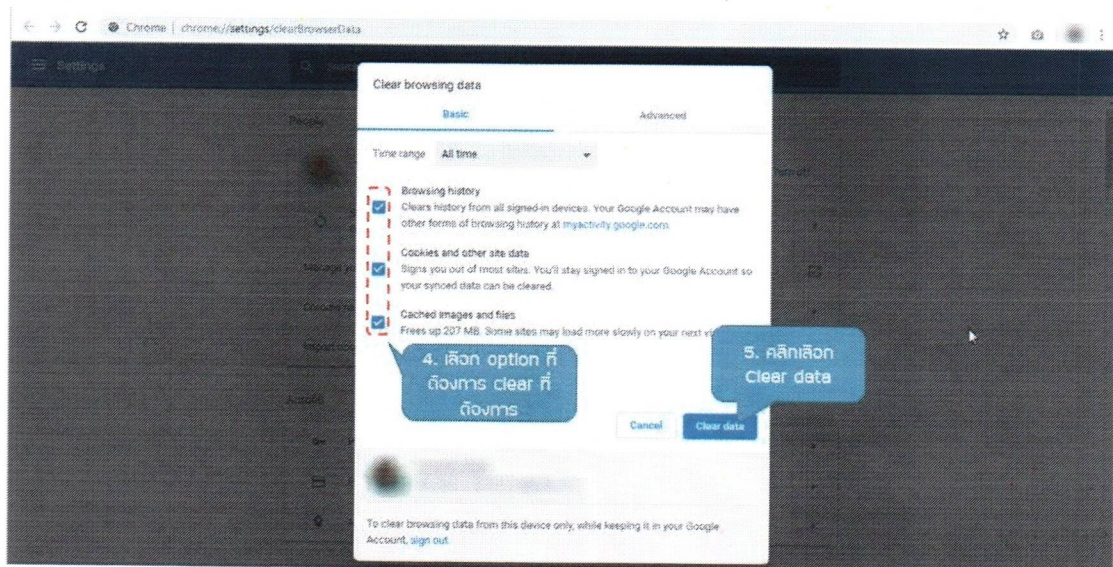 Chrome | chrome://settings/clearBrowserData
Settings
Clear browsing data
Basic
Advanced
People
Time range All time
Turn off
Browsing history
Clears history from all signed-in devices. Your Google Account may have
other forms of browsing history at myactivity.google.com.
Cookies and other site data
Signs you out of most sites. You'll stay signed in to your Google Account so
your synced data can be cleared.
Cached images and files
Frees up 207 MB. Some sites may load more slowly on your next
4. เลือก option ที่
ต้องการ clear ที่
ต้องการ
5. คลิกเลือก
Clear data
Autofill
Cancel
Clear data
To clear browsing data from this device only, while keeping it in your Google
Account, sign out.